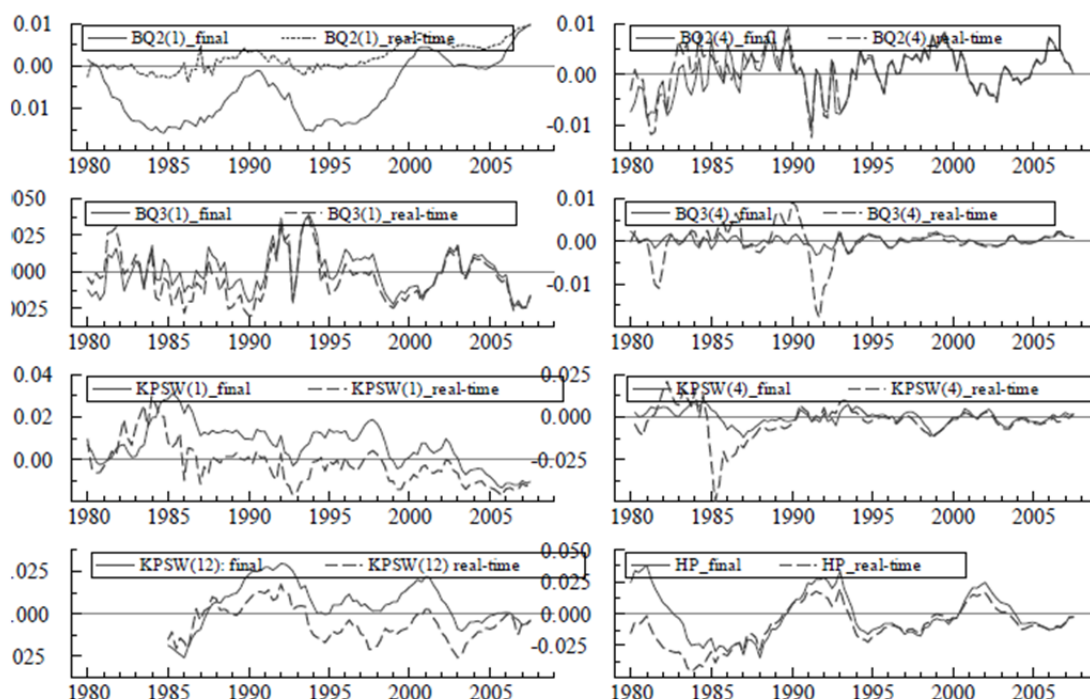 0.01
BQ2(1)_final BQ2(1)_real-time
0.00
0.01
1980 1985 1990 1995 2000 2005
0.01
BQ2(4)_final BQ2(4)_real-time
0.00
-0.01
1980 1985 1990 1995 2000 2005
0050
BQ3(1)_final BQ3(1)_real-time
0025
0000
0025
1980 1985 1990 1995 2000 2005
0.01
BQ3(4)_final BQ3(4)_real-time
0.00
-0.01
1980 1985 1990 1995 2000 2005
0.04
KPSW(1)_final KPSW(1)_real-time
0.02
0.00
1980 1985 1990 1995 2000 2005
0.025
KPSW(4)_final KPSW(4)_real-time
0.000
-0.025
1980 1985 1990 1995 2000 2005
KPSW(12): final KPSW(12) real-time
.025
.000
025
1980 1985 1990 1995 2000 2005
0.050
HP_final HP_real-time
0.025
0.000
-0.025
1980 1985 1990 1995 2000 2005